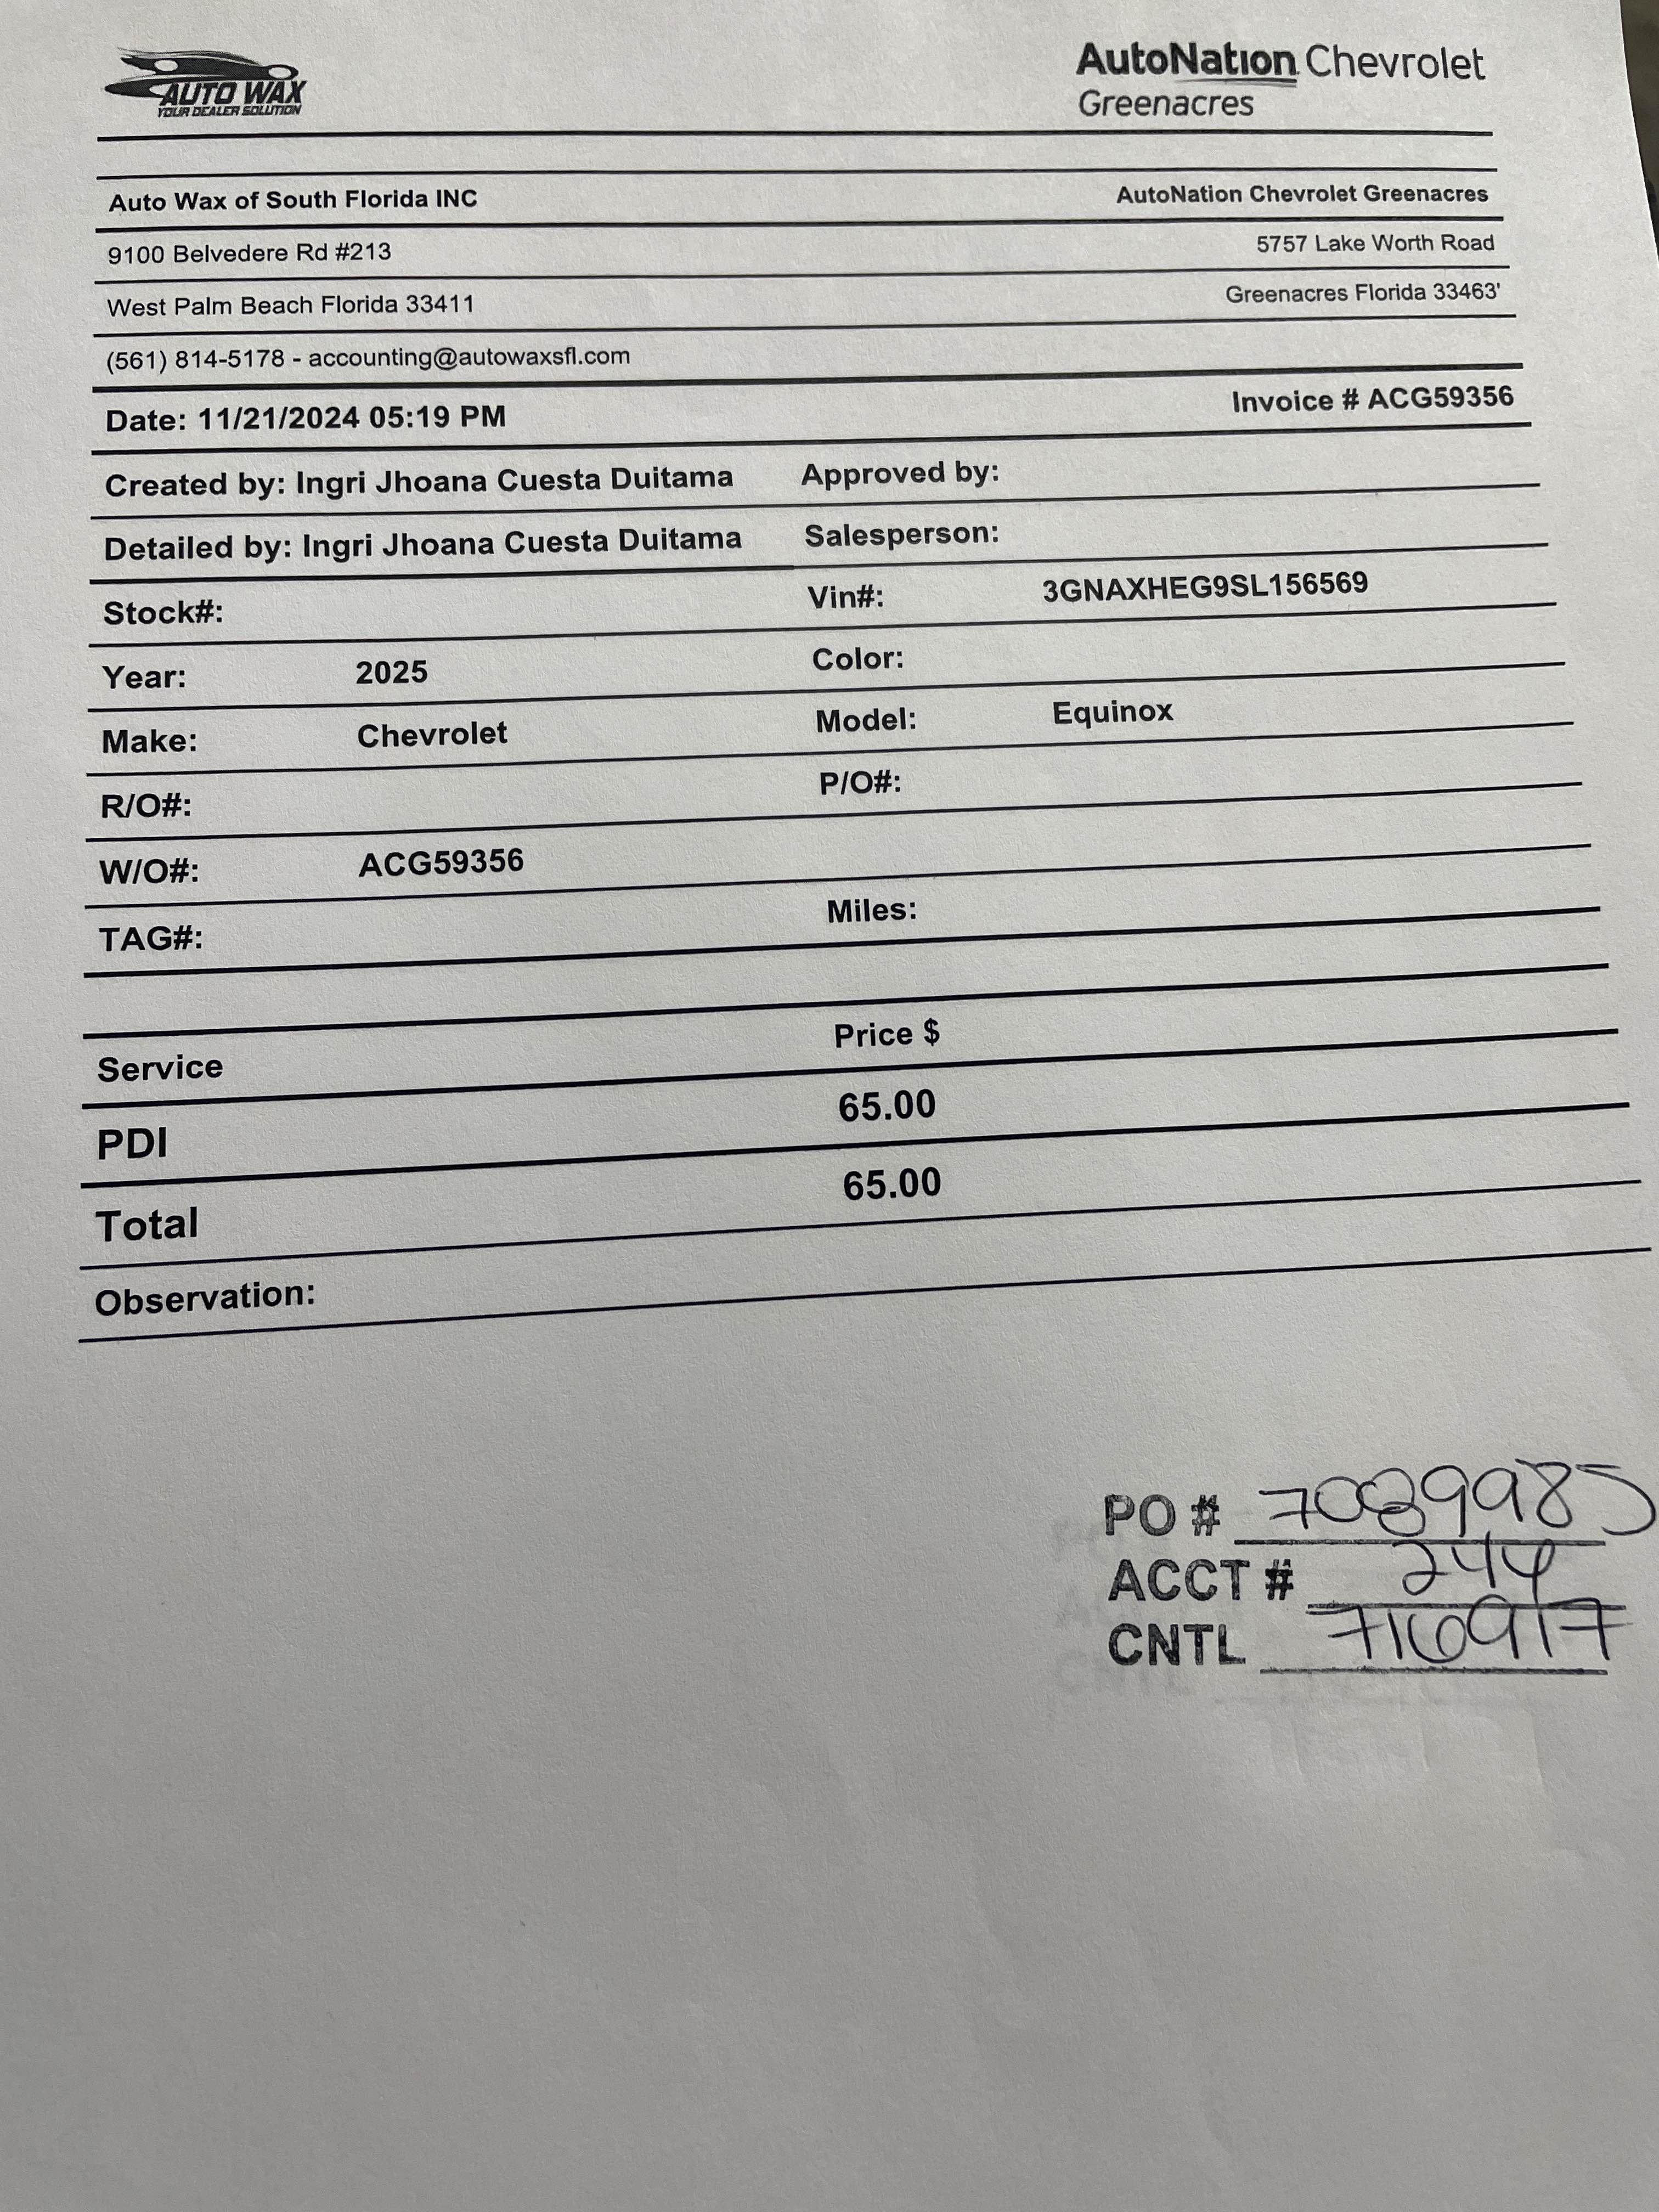 AUTO WAX
YOUR DEALER SOLUTION
AutoNation Chevrolet
Greenacres
Auto Wax of South Florida INC AutoNation Chevrolet Greenacres
9100 Belvedere Rd #213 5757 Lake Worth Road
West Palm Beach Florida 33411 Greenacres Florida 33463'
(561) 814-5178 - accounting@autowaxsfl.com
Date: 11/21/2024 05:19 PM Invoice # ACG59356
Created by: Ingri Jhoana Cuesta Duitama Approved by:
Detailed by: Ingri Jhoana Cuesta Duitama Salesperson:
Stock#: Vin#: 3GNAXHEG9SL156569
Year: 2025 Color:
Make: Chevrolet Model: Equinox
R/O#: P/O#:
W/O#: ACG59356
TAG#: Miles:
Service Price $
PDI 65.00
Total 65.00
Observation:
PO #
ACCT # 244
CNTL 716917